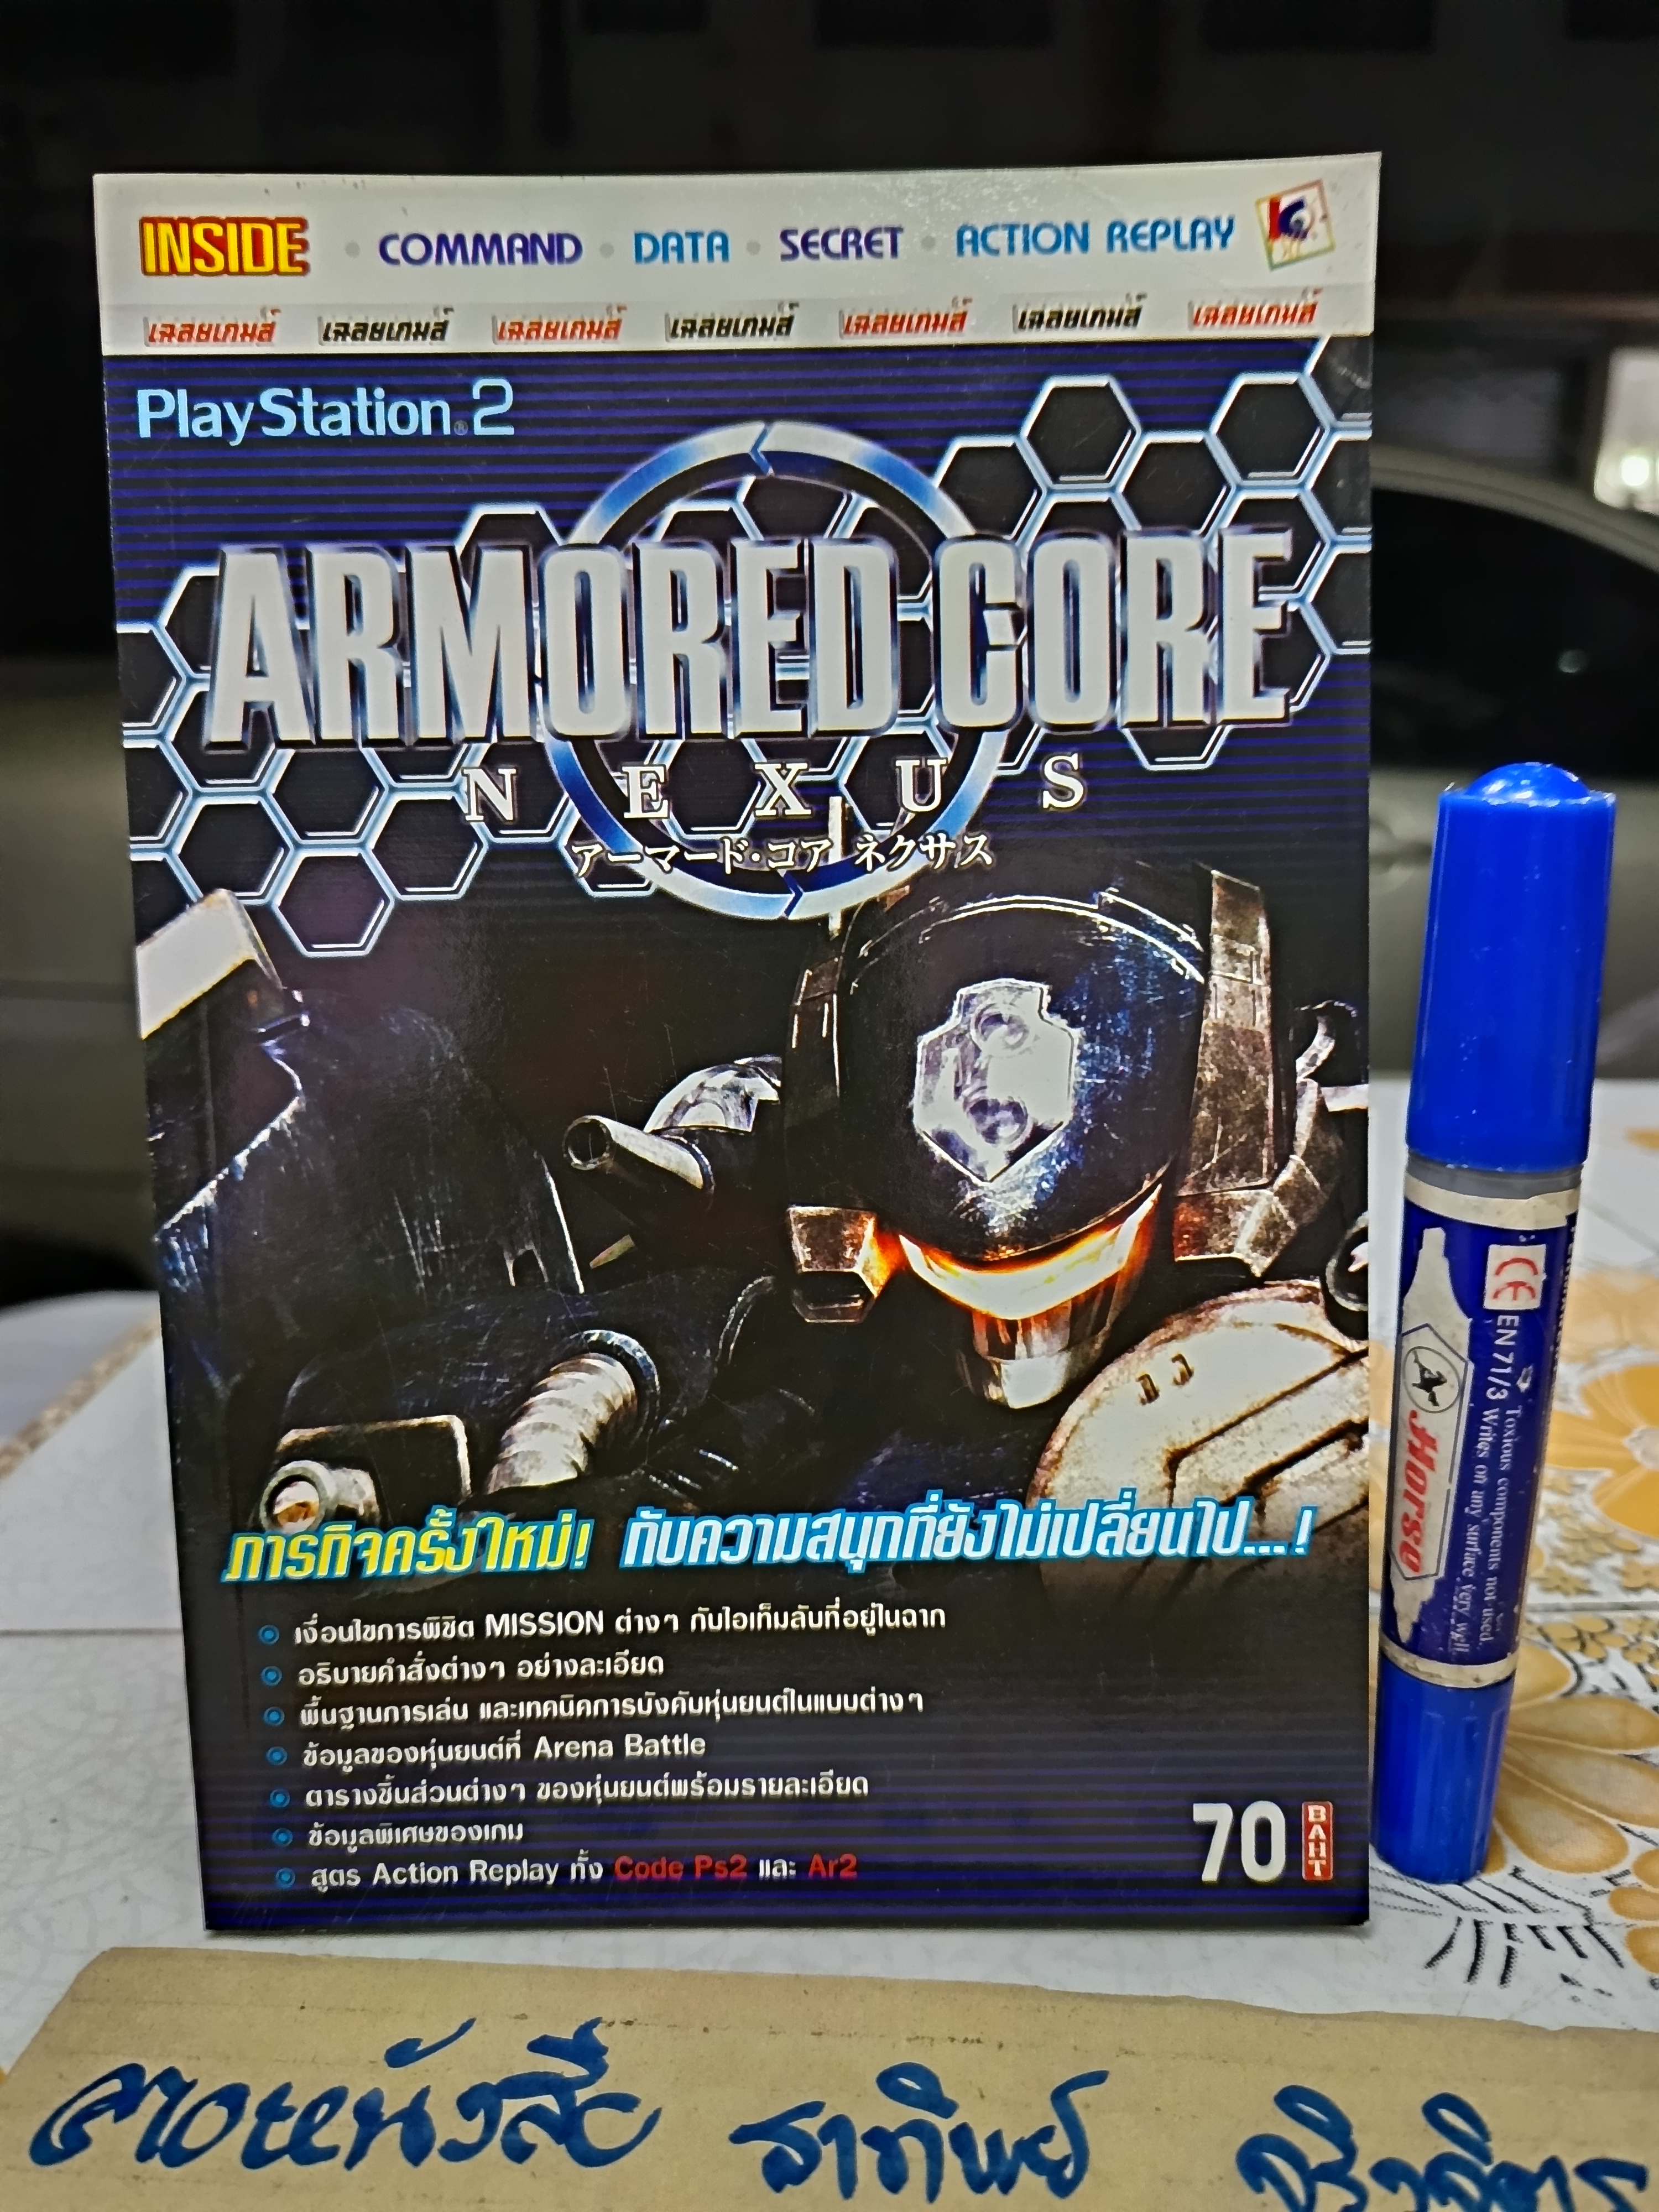 INSIDE • COMMAND • DATA • SECRET • ACTION REPLAY
เฉลยเกมส์ เฉลยเกมส์ เฉลยเกมส์ เฉลยเกมส์ เฉลยเกมส์ เฉลยเกมส์ เฉลยเกมส์
PlayStation®2
ARMORED CORE
NEXUS
アーマード・コア ネクサス
ภารกิจครั้งใหม่! กับความสนุกที่ยังไม่เปลี่ยนไป...!
เงื่อนไขการพิชิต MISSION ต่างๆ กับไอเท็มลับที่อยู่ในฉาก
อธิบายคำสั่งต่างๆ อย่างละเอียด
พื้นฐานการเล่น และเทคนิคการบังคับหุ่นยนต์ในแบบต่างๆ
ข้อมูลของหุ่นยนต์ที่ Arena Battle
ตารางชิ้นส่วนต่างๆ ของหุ่นยนต์พร้อมรายละเอียด
ข้อมูลพิเศษของเกม
สูตร Action Replay ทั้ง Code Ps2 และ Ar2
70 BAHT
CE EN 71/3
Toxious components not used.
Writes on any surface very well.
Horse